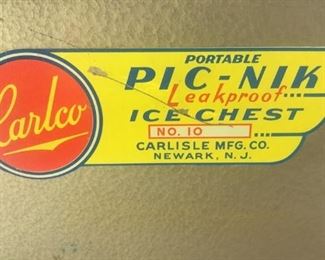 Carlco
PORTABLE
PIC-NIK
Leakproof
ICE CHEST
NO. 10
CARLISLE MFG. CO.
NEWARK, N. J.